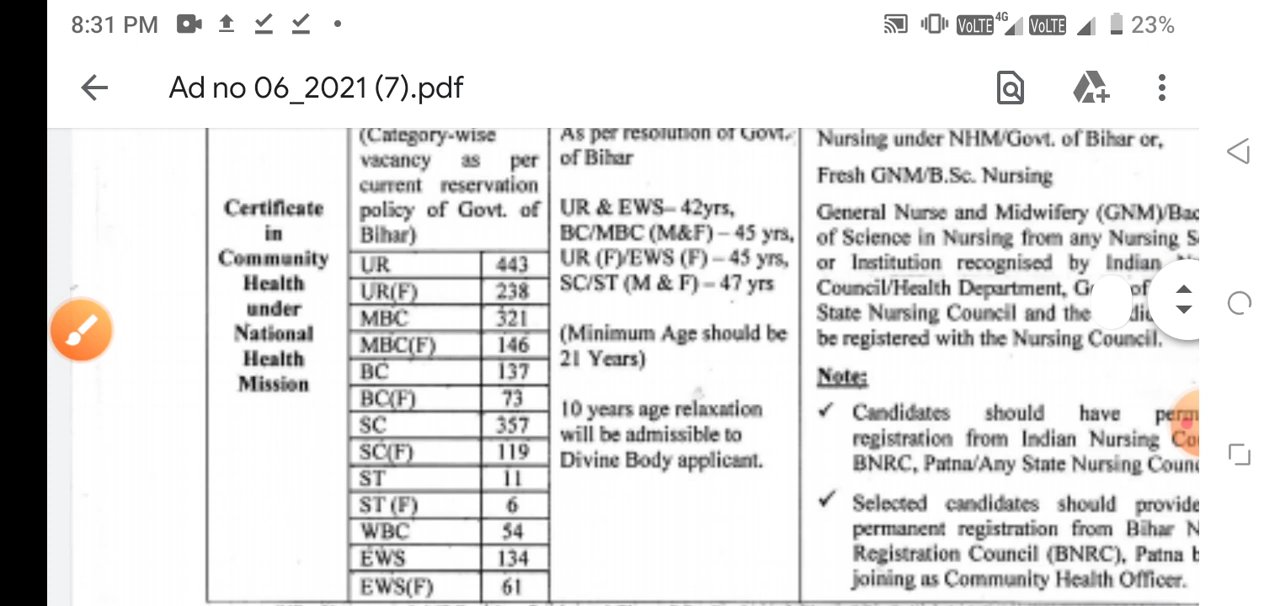 8:31 PM
VoLTE 4G VoLTE 23%
Ad no 06_2021 (7).pdf
Certificate
in
Community
Health
under
National
Health
Mission
(Category-wise
vacancy as per
current reservation
policy of Govt. of
Bihar)
UR 443
UR(F) 238
MBC 321
MBC(F) 146
BC 137
BC(F) 73
SC 357
SC(F) 119
ST 11
ST (F) 6
WBC 54
EWS 134
EWS(F) 61
As per resolution of Govt.
of Bihar
UR & EWS– 42yrs,
BC/MBC (M&F) – 45 yrs,
UR (F)/EWS (F) – 45 yrs,
SC/ST (M & F) – 47 yrs
(Minimum Age should be
21 Years)
10 years age relaxation
will be admissible to
Divine Body applicant.
Nursing under NHM/Govt. of Bihar or,
Fresh GNM/B.Sc. Nursing
General Nurse and Midwifery (GNM)/Bac
of Science in Nursing from any Nursing S
or Institution recognised by Indian
Council/Health Department, G of
State Nursing Council and the
be registered with the Nursing Council.
Note:
✓ Candidates should have perm
registration from Indian Nursing Co
BNRC, Patna/Any State Nursing Counc
✓ Selected candidates should provide
permanent registration from Bihar N
Registration Council (BNRC), Patna b
joining as Community Health Officer.